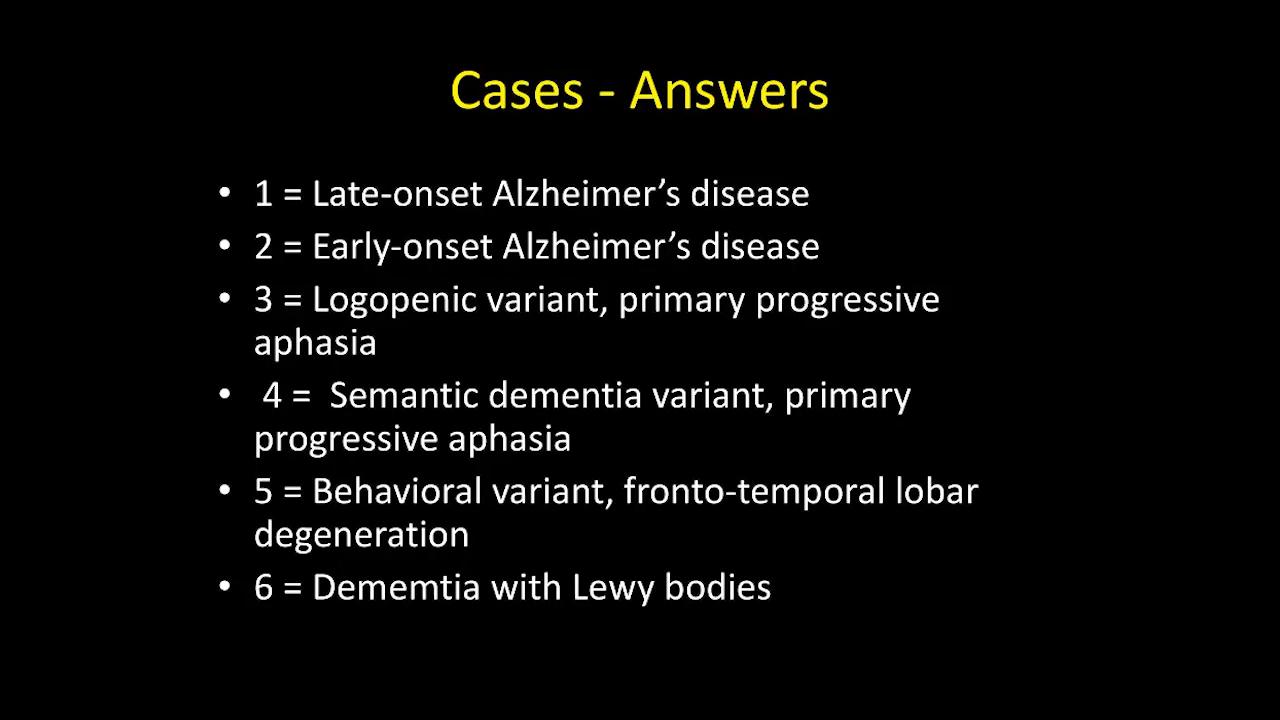 Cases - Answers
• 1 = Late-onset Alzheimer’s disease
• 2 = Early-onset Alzheimer’s disease
• 3 = Logopenic variant, primary progressive
aphasia
• 4 = Semantic dementia variant, primary
progressive aphasia
• 5 = Behavioral variant, fronto-temporal lobar
degeneration
• 6 = Dememtia with Lewy bodies